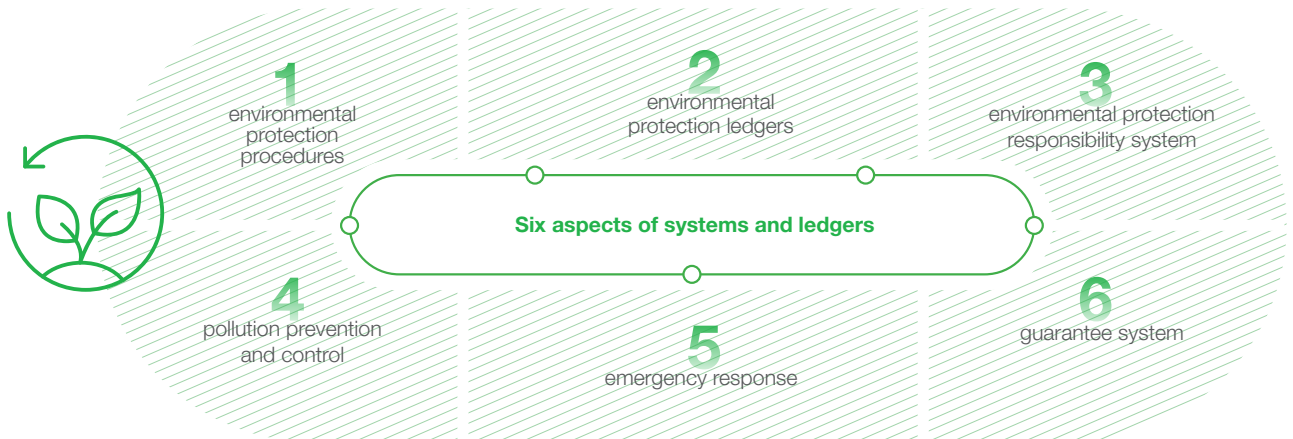 1
environmental
protection
procedures
2
environmental
protection ledgers
3
environmental protection
responsibility system
Six aspects of systems and ledgers
4
pollution prevention
and control
5
emergency response
6
guarantee system